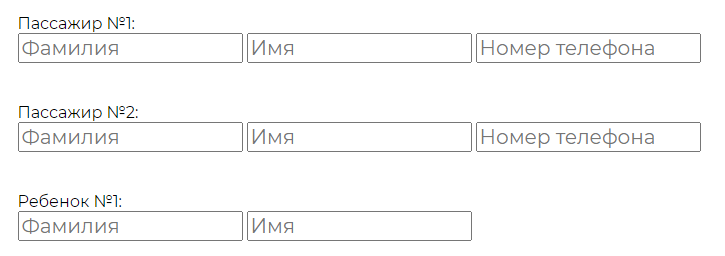 Пассажир №1:
Фамилия Имя Номер телефона
Пассажир №2:
Фамилия Имя Номер телефона
Ребенок №1:
Фамилия Имя